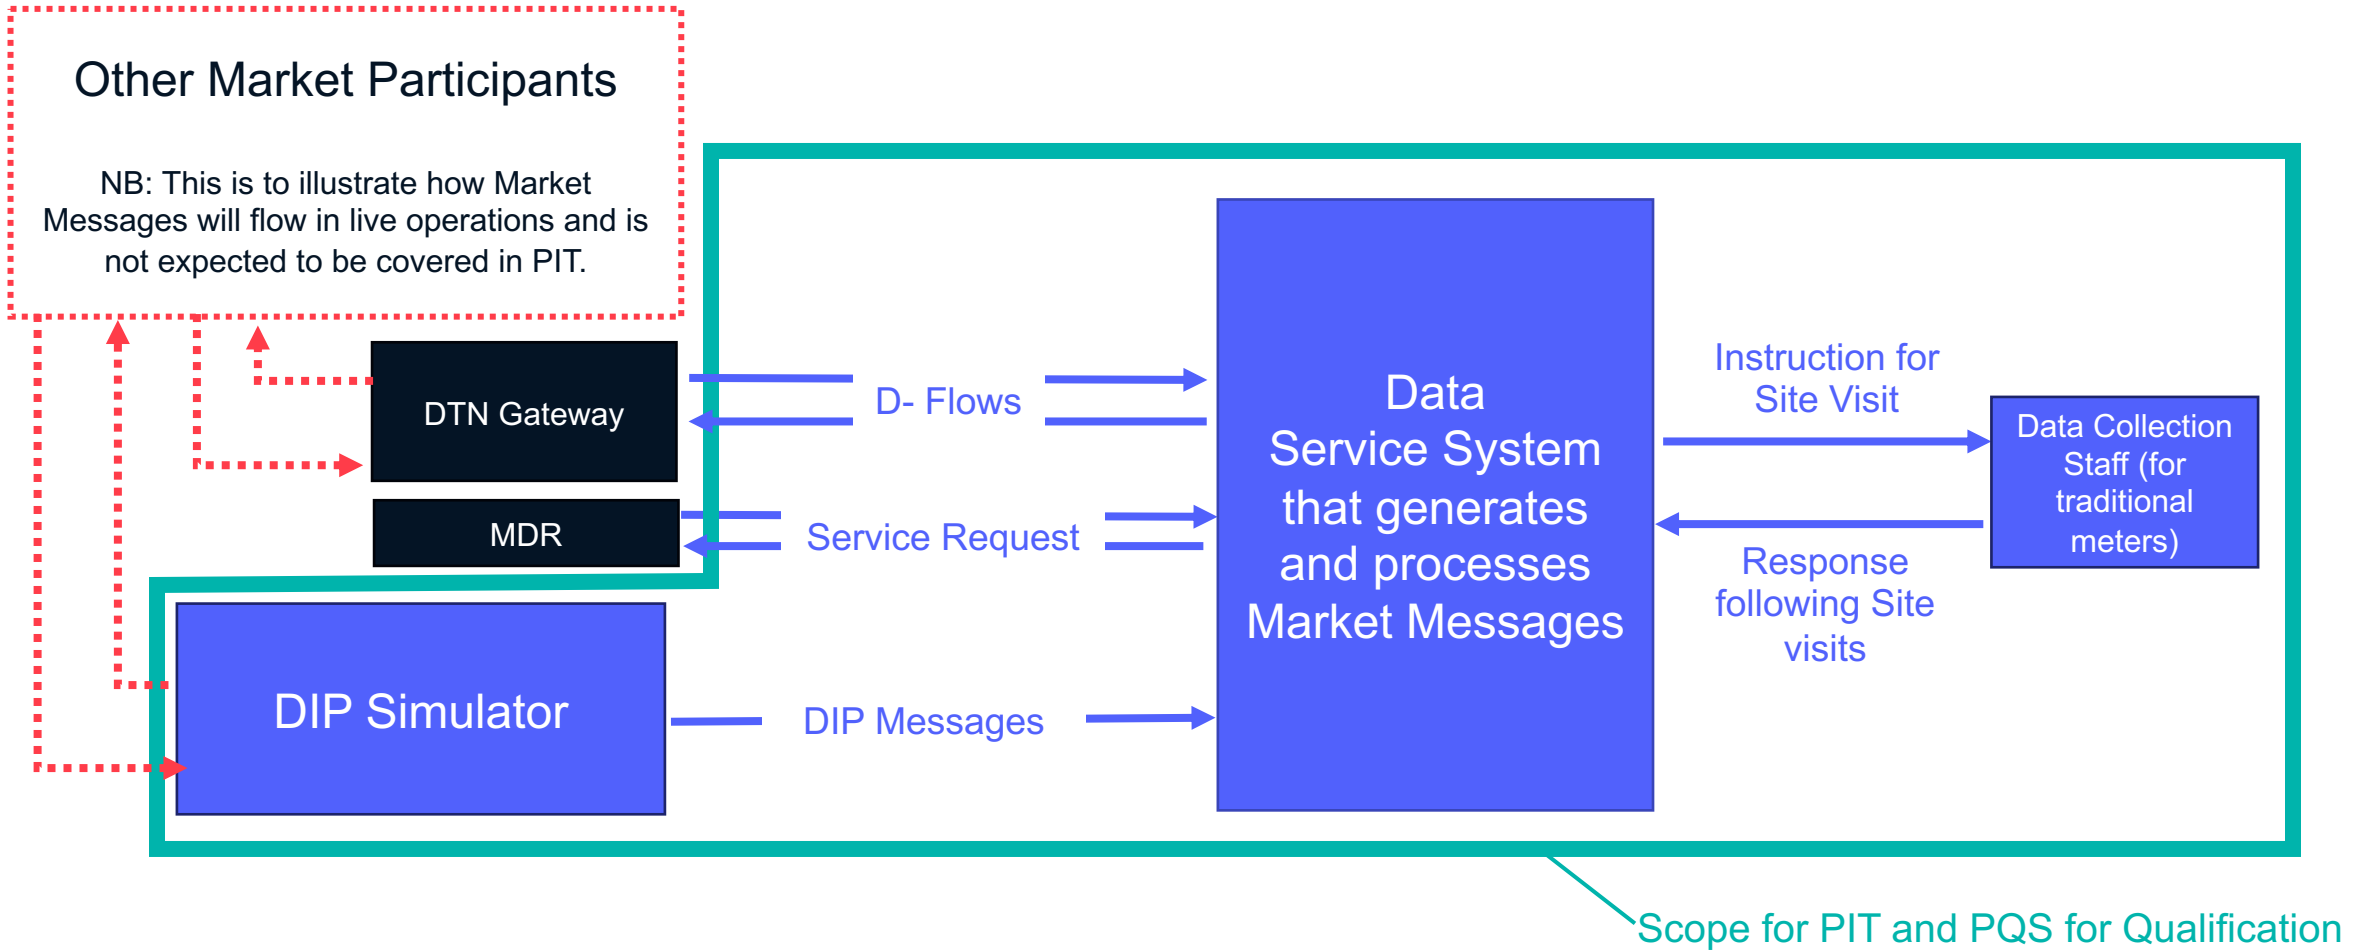 Other Market Participants
NB: This is to illustrate how Market
Messages will flow in live operations and is
not expected to be covered in PIT.
DTN Gateway
MDR
DIP Simulator
D- Flows
Service Request
DIP Messages
Data
Service System
that generates
and processes
Market Messages
Instruction for
Site Visit
Response
following Site
visits
Data Collection
Staff (for
traditional
meters)
Scope for PIT and PQS for Qualification